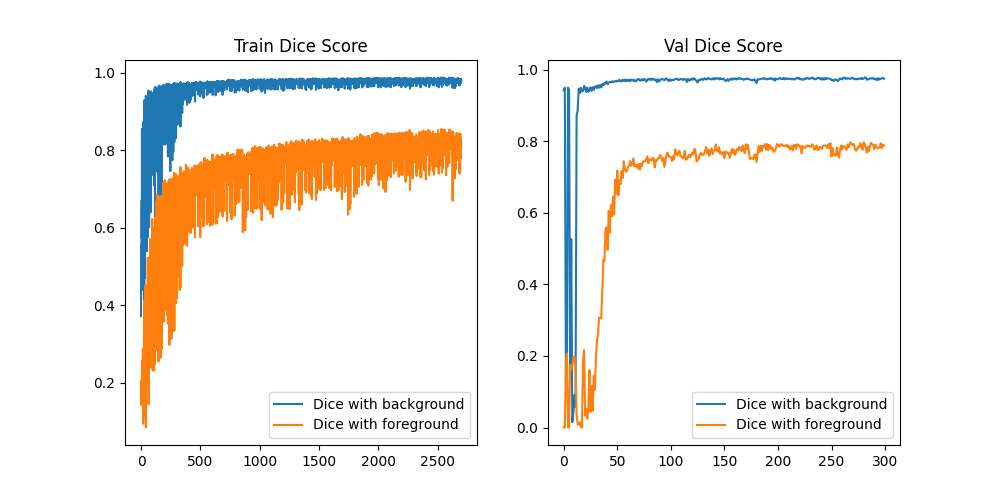 Train Dice Score
1.0
0.8
0.6
0.4
0.2
0 500 1000 1500 2000 2500
Dice with background
Dice with foreground
Val Dice Score
1.0
0.8
0.6
0.4
0.2
0.0
0 50 100 150 200 250 300
Dice with background
Dice with foreground